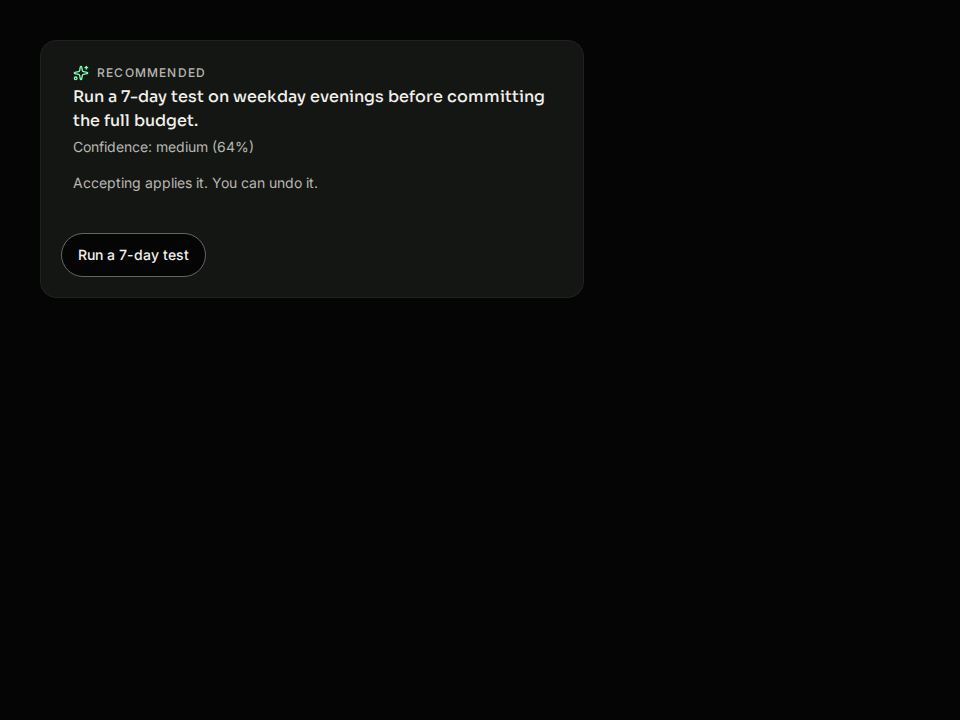 RECOMMENDED
Run a 7-day test on weekday evenings before committing
the full budget.
Confidence: medium (64%)
Accepting applies it. You can undo it.
Run a 7-day test